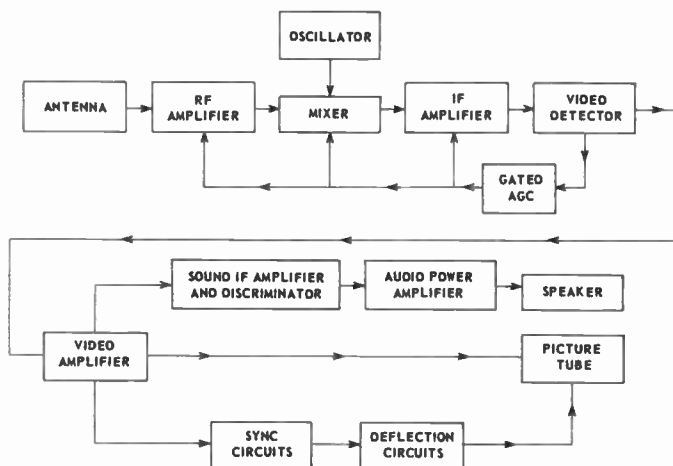 OSCILLATOR
ANTENNA
RF
AMPLIFIER
MIXER
IF
AMPLIFIER
VIDEO
DETECTOR
GATED
AGC
SOUND IF AMPLIFIER
AND DISCRIMINATOR
AUDIO POWER
AMPLIFIER
SPEAKER
VIDEO
AMPLIFIER
PICTURE
TUBE
SYNC
CIRCUITS
DEFLECTION
CIRCUITS